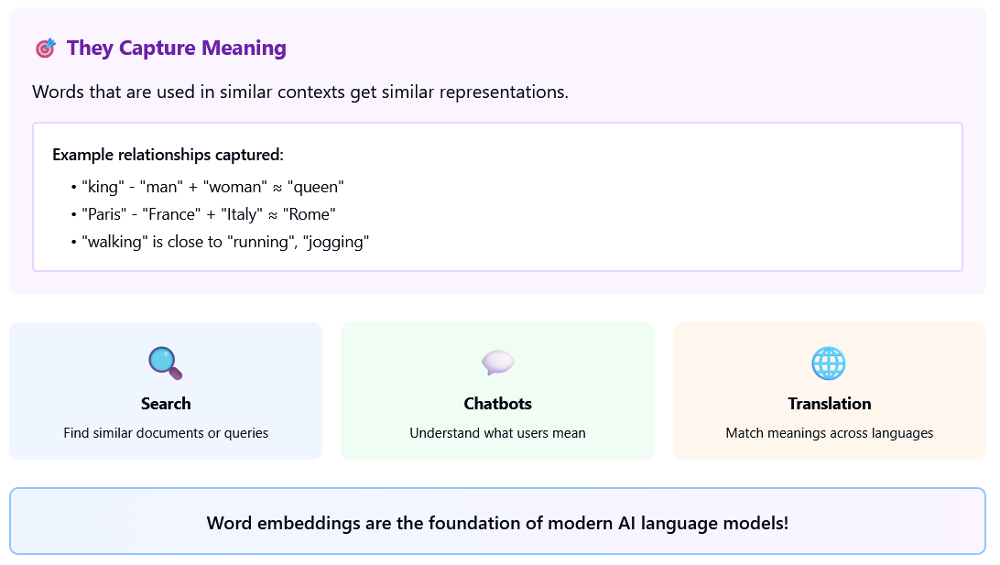 They Capture Meaning
Words that are used in similar contexts get similar representations.
Example relationships captured:
• "king" - "man" + "woman" ≈ "queen"
• "Paris" - "France" + "Italy" ≈ "Rome"
• "walking" is close to "running", "jogging"
Search
Find similar documents or queries
Chatbots
Understand what users mean
Translation
Match meanings across languages
Word embeddings are the foundation of modern AI language models!